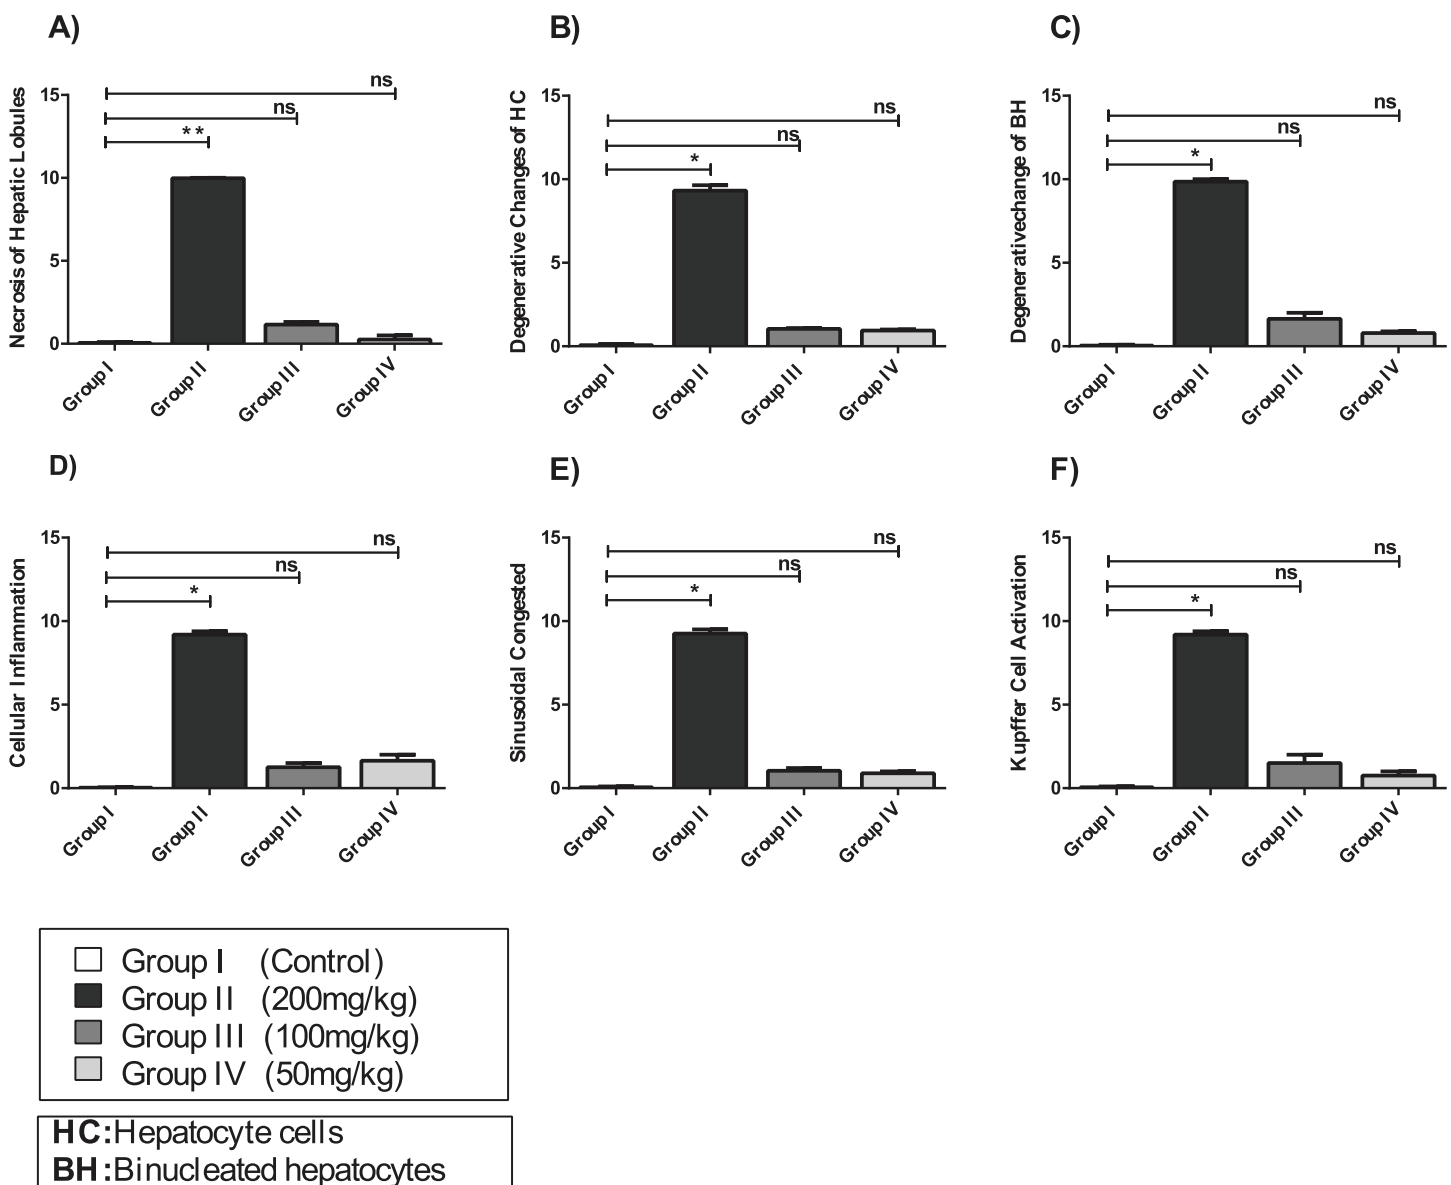 A)
Necrosis of Hepatic Lobules
15
10
5
0
ns
ns
**
Group I
Group II
Group III
Group IV
B)
Degenerative Changes of HC
15
10
5
0
ns
ns
*
Group I
Group II
Group III
Group IV
C)
Degenerativechange of BH
15
10
5
0
ns
ns
*
Group I
Group II
Group III
Group IV
D)
Cellular Inflammation
15
10
5
0
ns
ns
*
Group I
Group II
Group III
Group IV
E)
Sinusoidal Congested
15
10
5
0
ns
ns
*
Group I
Group II
Group III
Group IV
F)
Kupffer Cell Activation
15
10
5
0
ns
ns
*
Group I
Group II
Group III
Group IV
Group I (Control)
Group II (200mg/kg)
Group III (100mg/kg)
Group IV (50mg/kg)
HC:Hepatocyte cells
BH:Binucleated hepatocytes